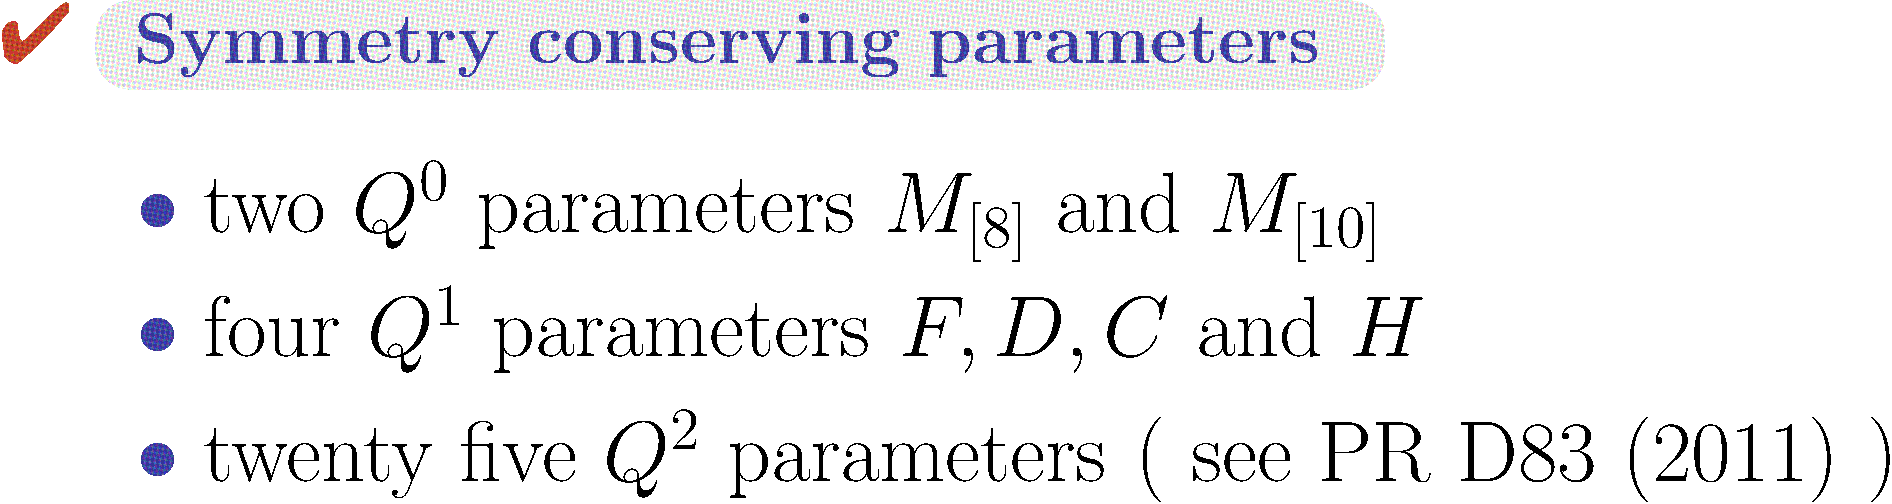 ✔ Symmetry conserving parameters
• two Q^0 parameters M_[8] and M_[10]
• four Q^1 parameters F, D, C and H
• twenty five Q^2 parameters ( see PR D83 (2011) )